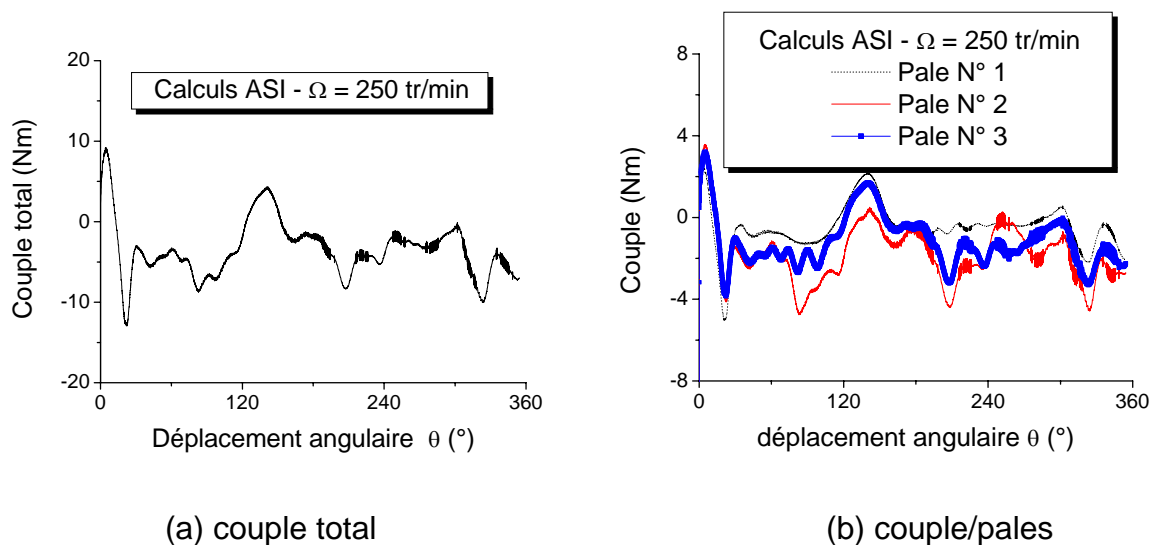 20
10
0
-10
-20
Couple total (Nm)
Calculs ASI - Ω = 250 tr/min
0
120
240
360
Déplacement angulaire θ (°)
(a) couple total
8
4
0
-4
-8
Couple (Nm)
Calculs ASI - Ω = 250 tr/min
Pale N° 1
Pale N° 2
Pale N° 3
0
120
240
360
déplacement angulaire θ (°)
(b) couple/pales